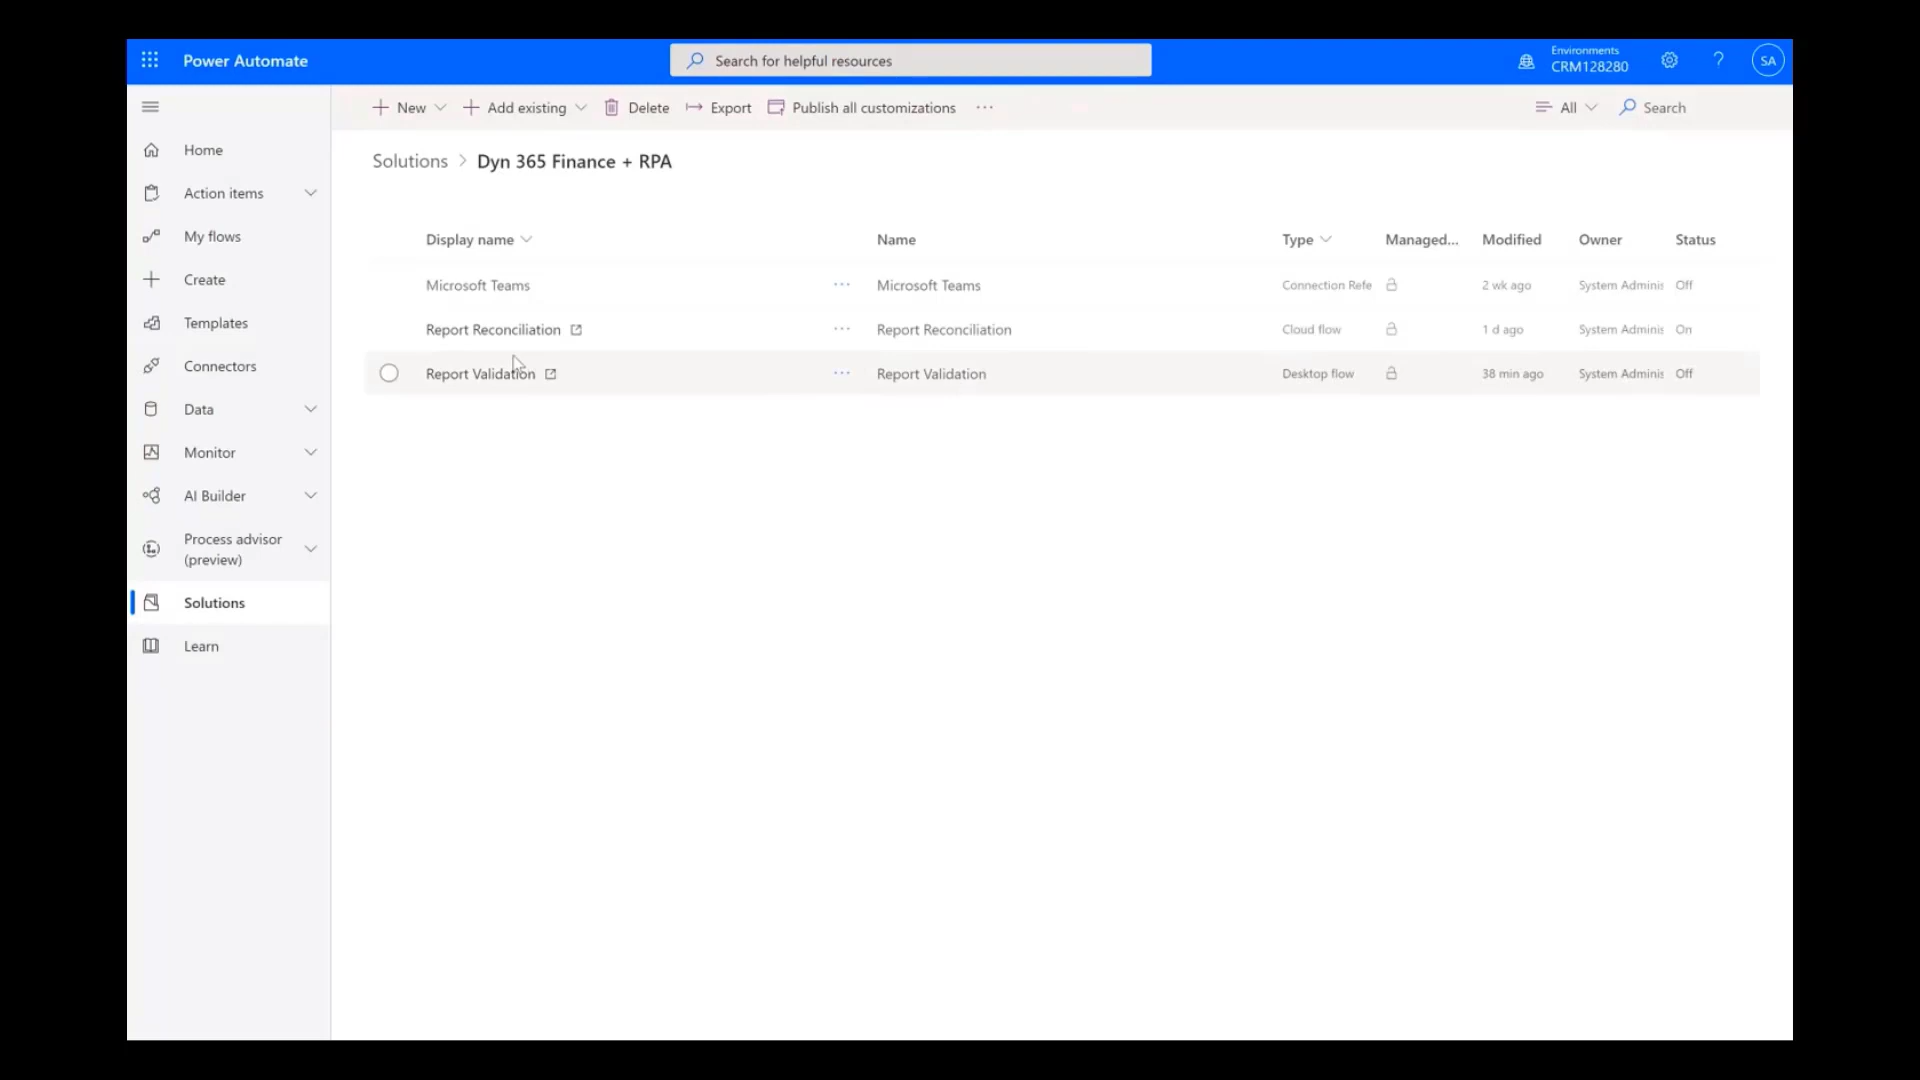 Power Automate
Search for helpful resources
Environments
CRM128280
?
SA
New
Add existing
Delete
Export
Publish all customizations
All
Search
Home
Action items
My flows
Create
Templates
Connectors
Data
Monitor
AI Builder
Process advisor
(preview)
Solutions
Learn
Solutions > Dyn 365 Finance + RPA
Display name Name Type Managed... Modified Owner Status
Microsoft Teams ··· Microsoft Teams Connection Refe 2 wk ago System Adminis Off
Report Reconciliation ··· Report Reconciliation Cloud flow 1 d ago System Adminis On
Report Validation ··· Report Validation Desktop flow 38 min ago System Adminis Off